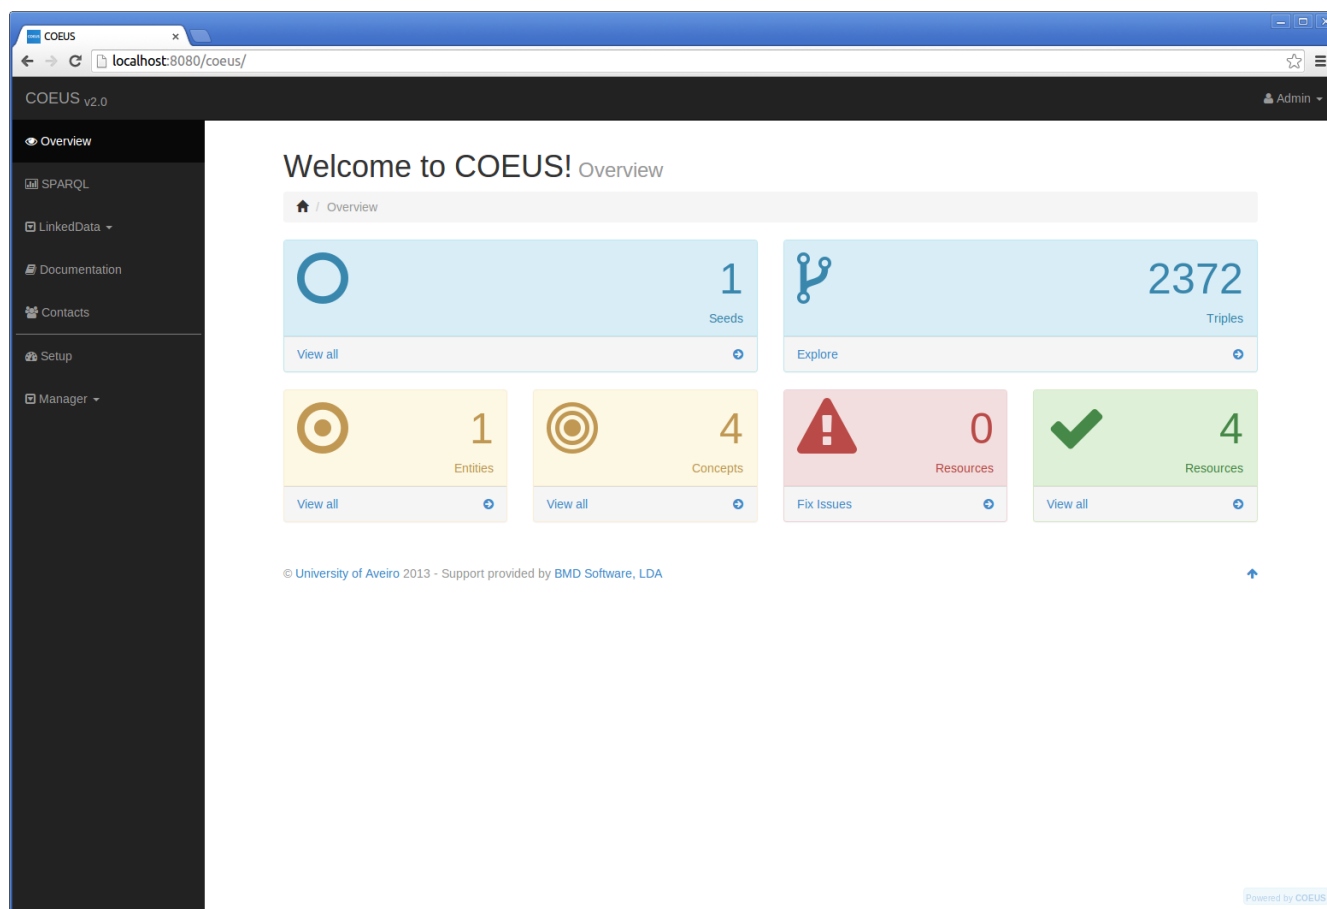 COEUS
localhost:8080/coeus/
COEUS v2.0
Admin
Overview
SPARQL
LinkedData
Documentation
Contacts
Setup
Manager
Welcome to COEUS! Overview
/ Overview
1
Seeds
View all
2372
Triples
Explore
1
Entities
View all
4
Concepts
View all
0
Resources
Fix Issues
4
Resources
View all
© University of Aveiro 2013 - Support provided by BMD Software, LDA
Powered by COEUS